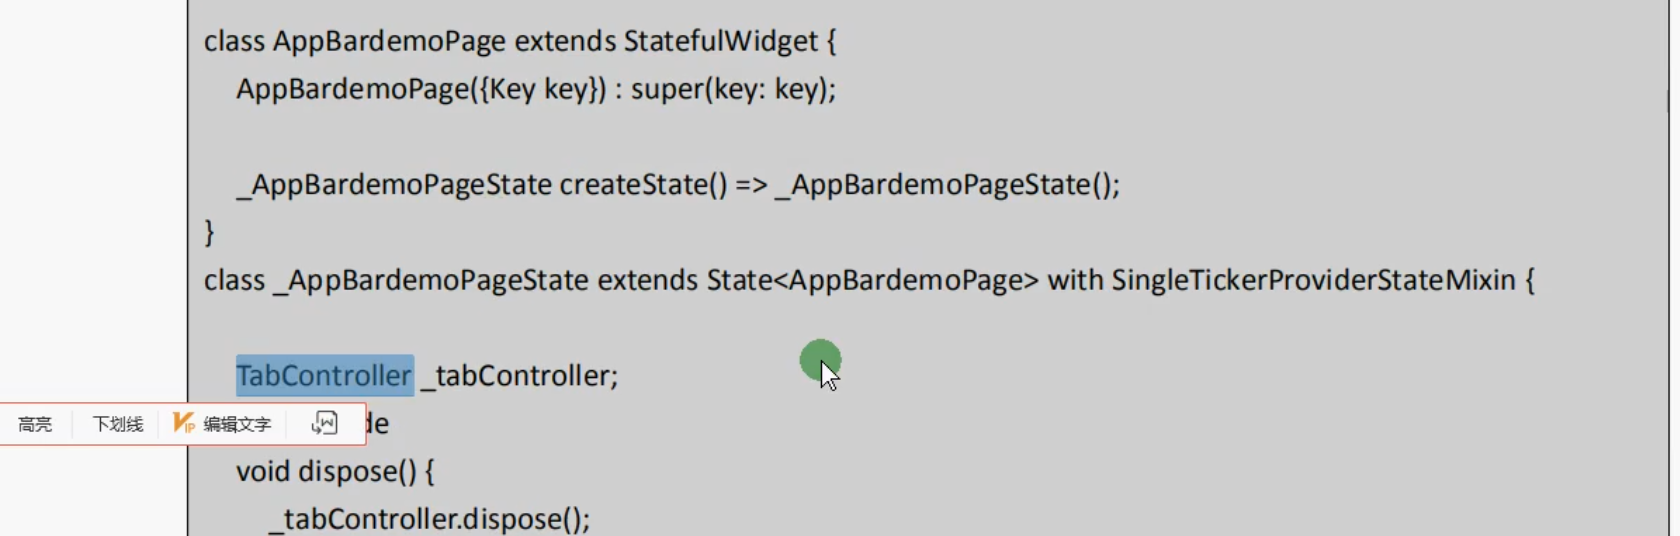 class AppBardemoPage extends StatefulWidget {
AppBardemoPage({Key key}) : super(key: key);
_AppBardemoPageState createState() => _AppBardemoPageState();
}
class _AppBardemoPageState extends State<AppBardemoPage> with SingleTickerProviderStateMixin {
TabController _tabController;
高亮 下划线 VIP 编辑文字 de
void dispose() {
_tabController.dispose();